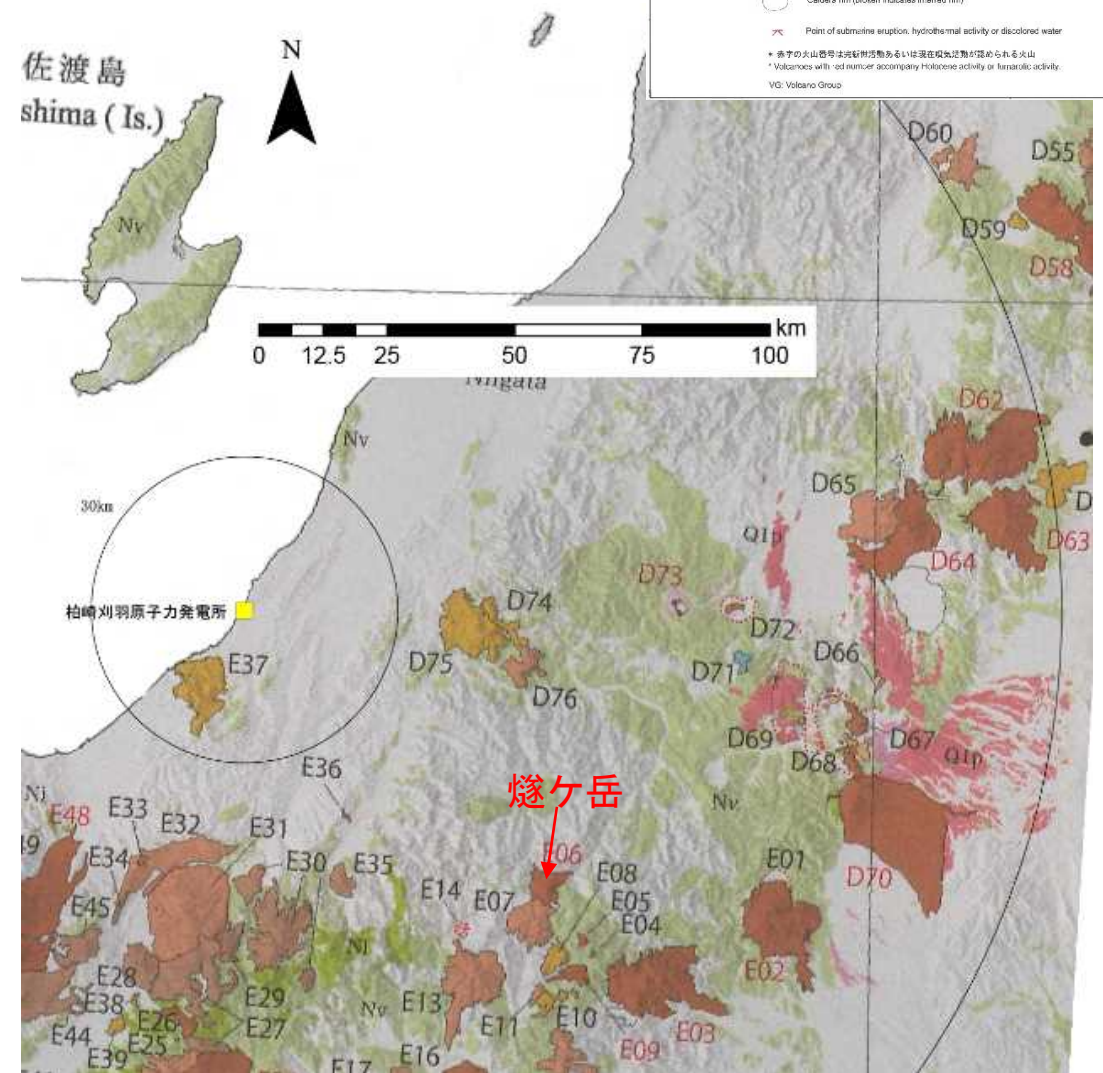 Caldera rim (broken indicates inferred rim)
Point of submarine eruption, hydrothermal activity or discolored water
* 赤字の火山番号は完新世活動あるいは現在噴気活動が認められる火山
* Volcanoes with red number accompany Holocene activity or fumarolic activity.
VG: Volcano Group
佐渡島
shima ( Is.)
N
Nv
D60
D55
D59
D58
km
0 12.5 25 50 75 100
Niigata
Nv
D62
30km
D65
Q1p
D
D63
D64
D73
柏崎刈羽原子力発電所
D74
D72
E37
D75
D71
D66
D76
D69
D67
D68
Q1p
E36
燧ケ岳
Nv
Nj
E48
E33
E32
E31
E01
E06
D70
E34
E30
E35
E08
E14
E07
E05
E45
E04
Nj
E28
E02
E38
E29
Nv
E13
E44
E26
E27
E11
E10
E03
E39
E25
E09
E17
E16